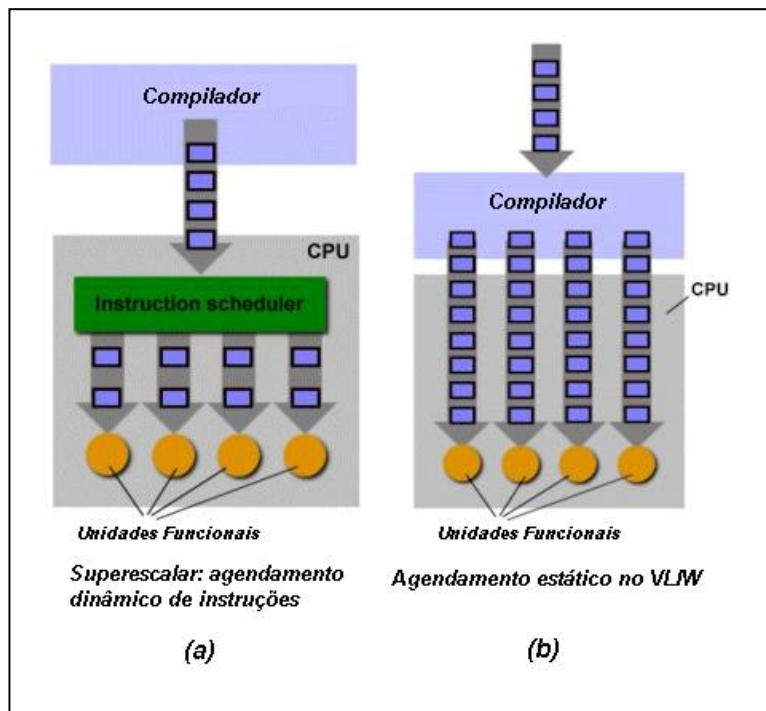 Compilador
CPU
Instruction scheduler
Unidades Funcionais
Superescalar: agendamento
dinâmico de instruções
(a)
Compilador
CPU
Unidades Funcionais
Agendamento estático no VLIW
(b)